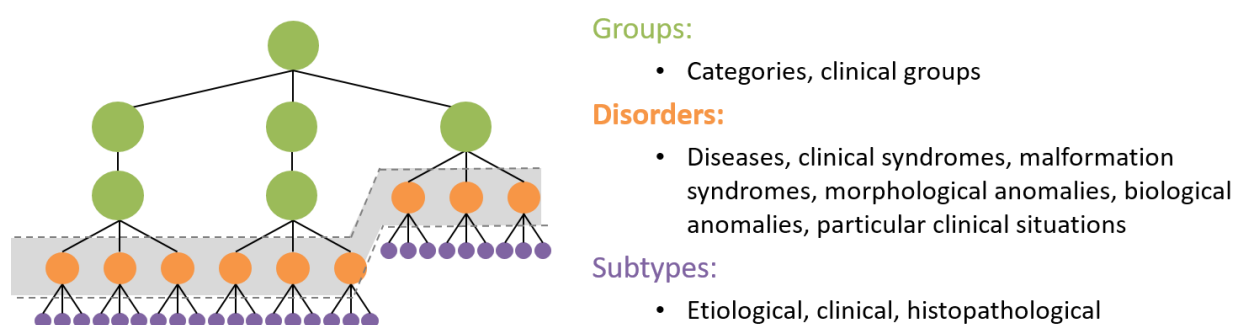 Groups:
• Categories, clinical groups
Disorders:
• Diseases, clinical syndromes, malformation
syndromes, morphological anomalies, biological
anomalies, particular clinical situations
Subtypes:
• Etiological, clinical, histopathological